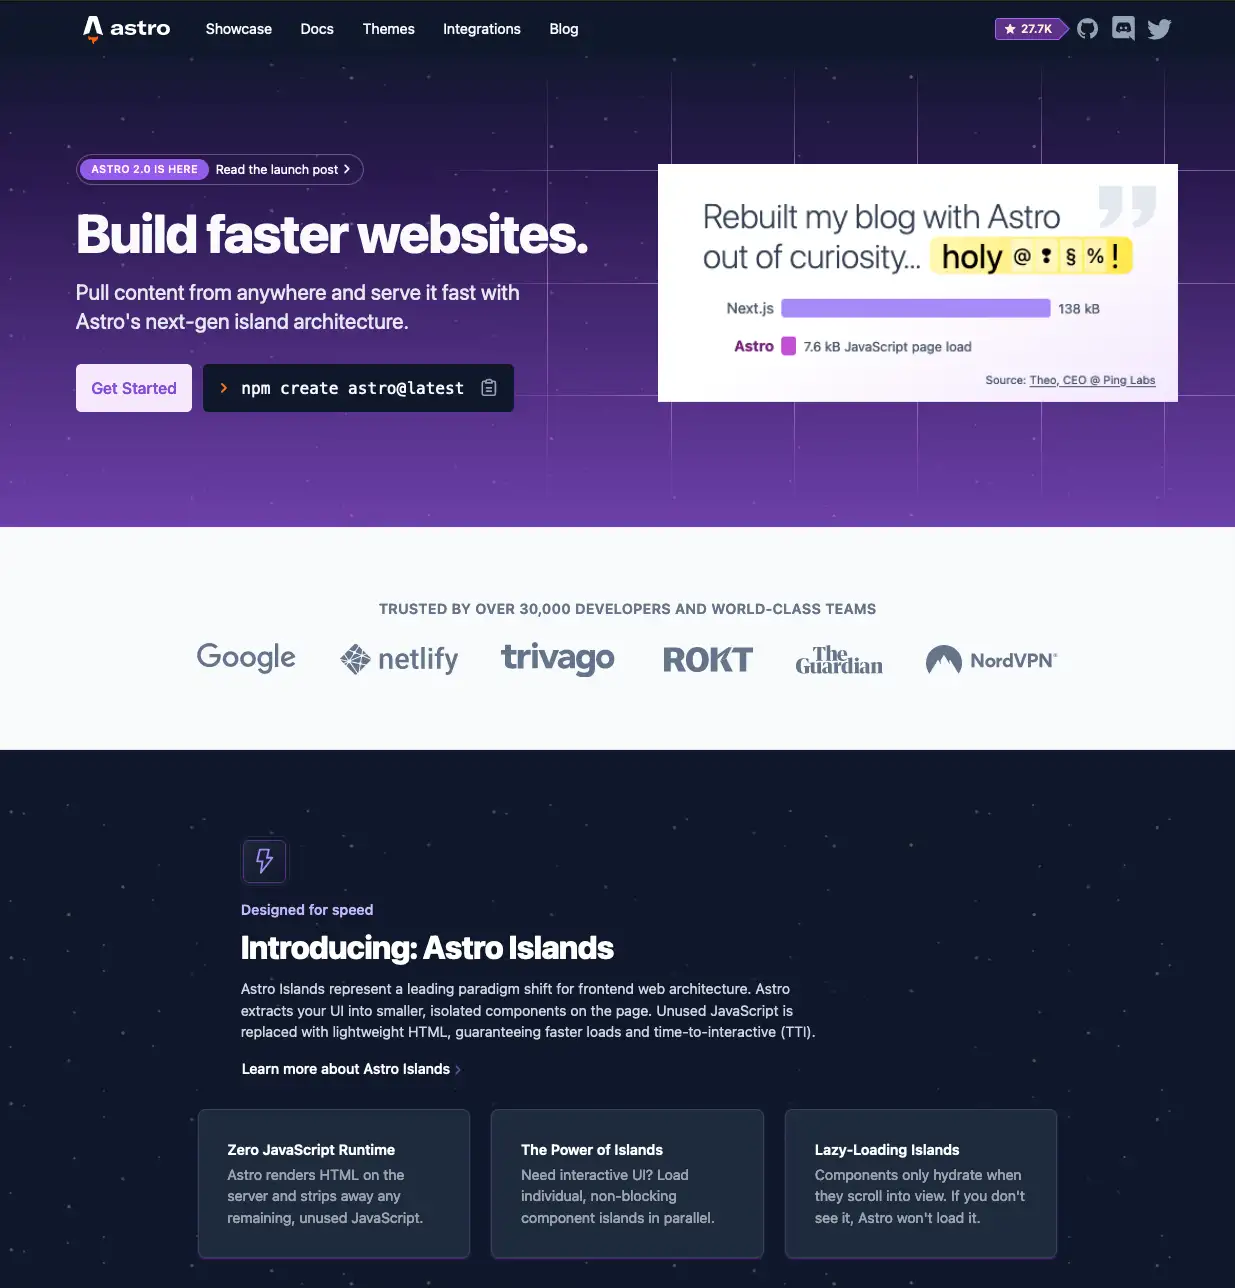 astro
Showcase
Docs
Themes
Integrations
Blog
★ 27.7K
ASTRO 2.0 IS HERE
Read the launch post >
Build faster websites.
Pull content from anywhere and serve it fast with
Astro's next-gen island architecture.
Get Started
> npm create astro@latest
Rebuilt my blog with Astro
out of curiosity... holy @❢§%!
Next.js 138 kB
Astro 7.6 kB JavaScript page load
Source: Theo, CEO @ Ping Labs
TRUSTED BY OVER 30,000 DEVELOPERS AND WORLD-CLASS TEAMS
Google
netlify
trivago
ROKT
The
Guardian
NordVPN®
Designed for speed
Introducing: Astro Islands
Astro Islands represent a leading paradigm shift for frontend web architecture. Astro
extracts your UI into smaller, isolated components on the page. Unused JavaScript is
replaced with lightweight HTML, guaranteeing faster loads and time-to-interactive (TTI).
Learn more about Astro Islands >
Zero JavaScript Runtime
Astro renders HTML on the
server and strips away any
remaining, unused JavaScript.
The Power of Islands
Need interactive UI? Load
individual, non-blocking
component islands in parallel.
Lazy-Loading Islands
Components only hydrate when
they scroll into view. If you don't
see it, Astro won't load it.